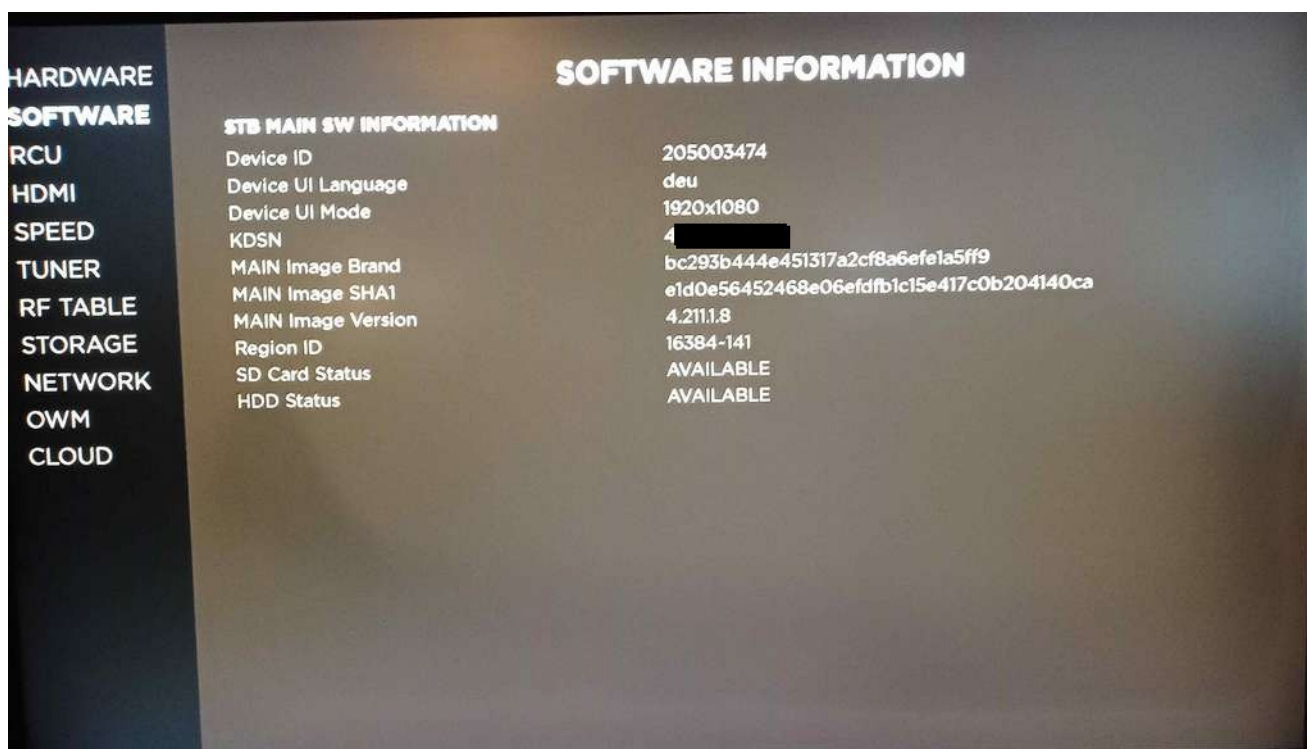 SOFTWARE INFORMATION
HARDWARE
SOFTWARE
RCU
HDMI
SPEED
TUNER
RF TABLE
STORAGE
NETWORK
OWM
CLOUD
STB MAIN SW INFORMATION
Device ID 205003474
Device UI Language deu
Device UI Mode 1920x1080
KDSN 4
MAIN Image Brand bc293b444e451317a2cf8a6efe1a5ff9
MAIN Image SHA1 e1d0e56452468e06efdfb1c15e417c0b204140ca
MAIN Image Version 4.211.1.8
Region ID 16384-141
SD Card Status AVAILABLE
HDD Status AVAILABLE